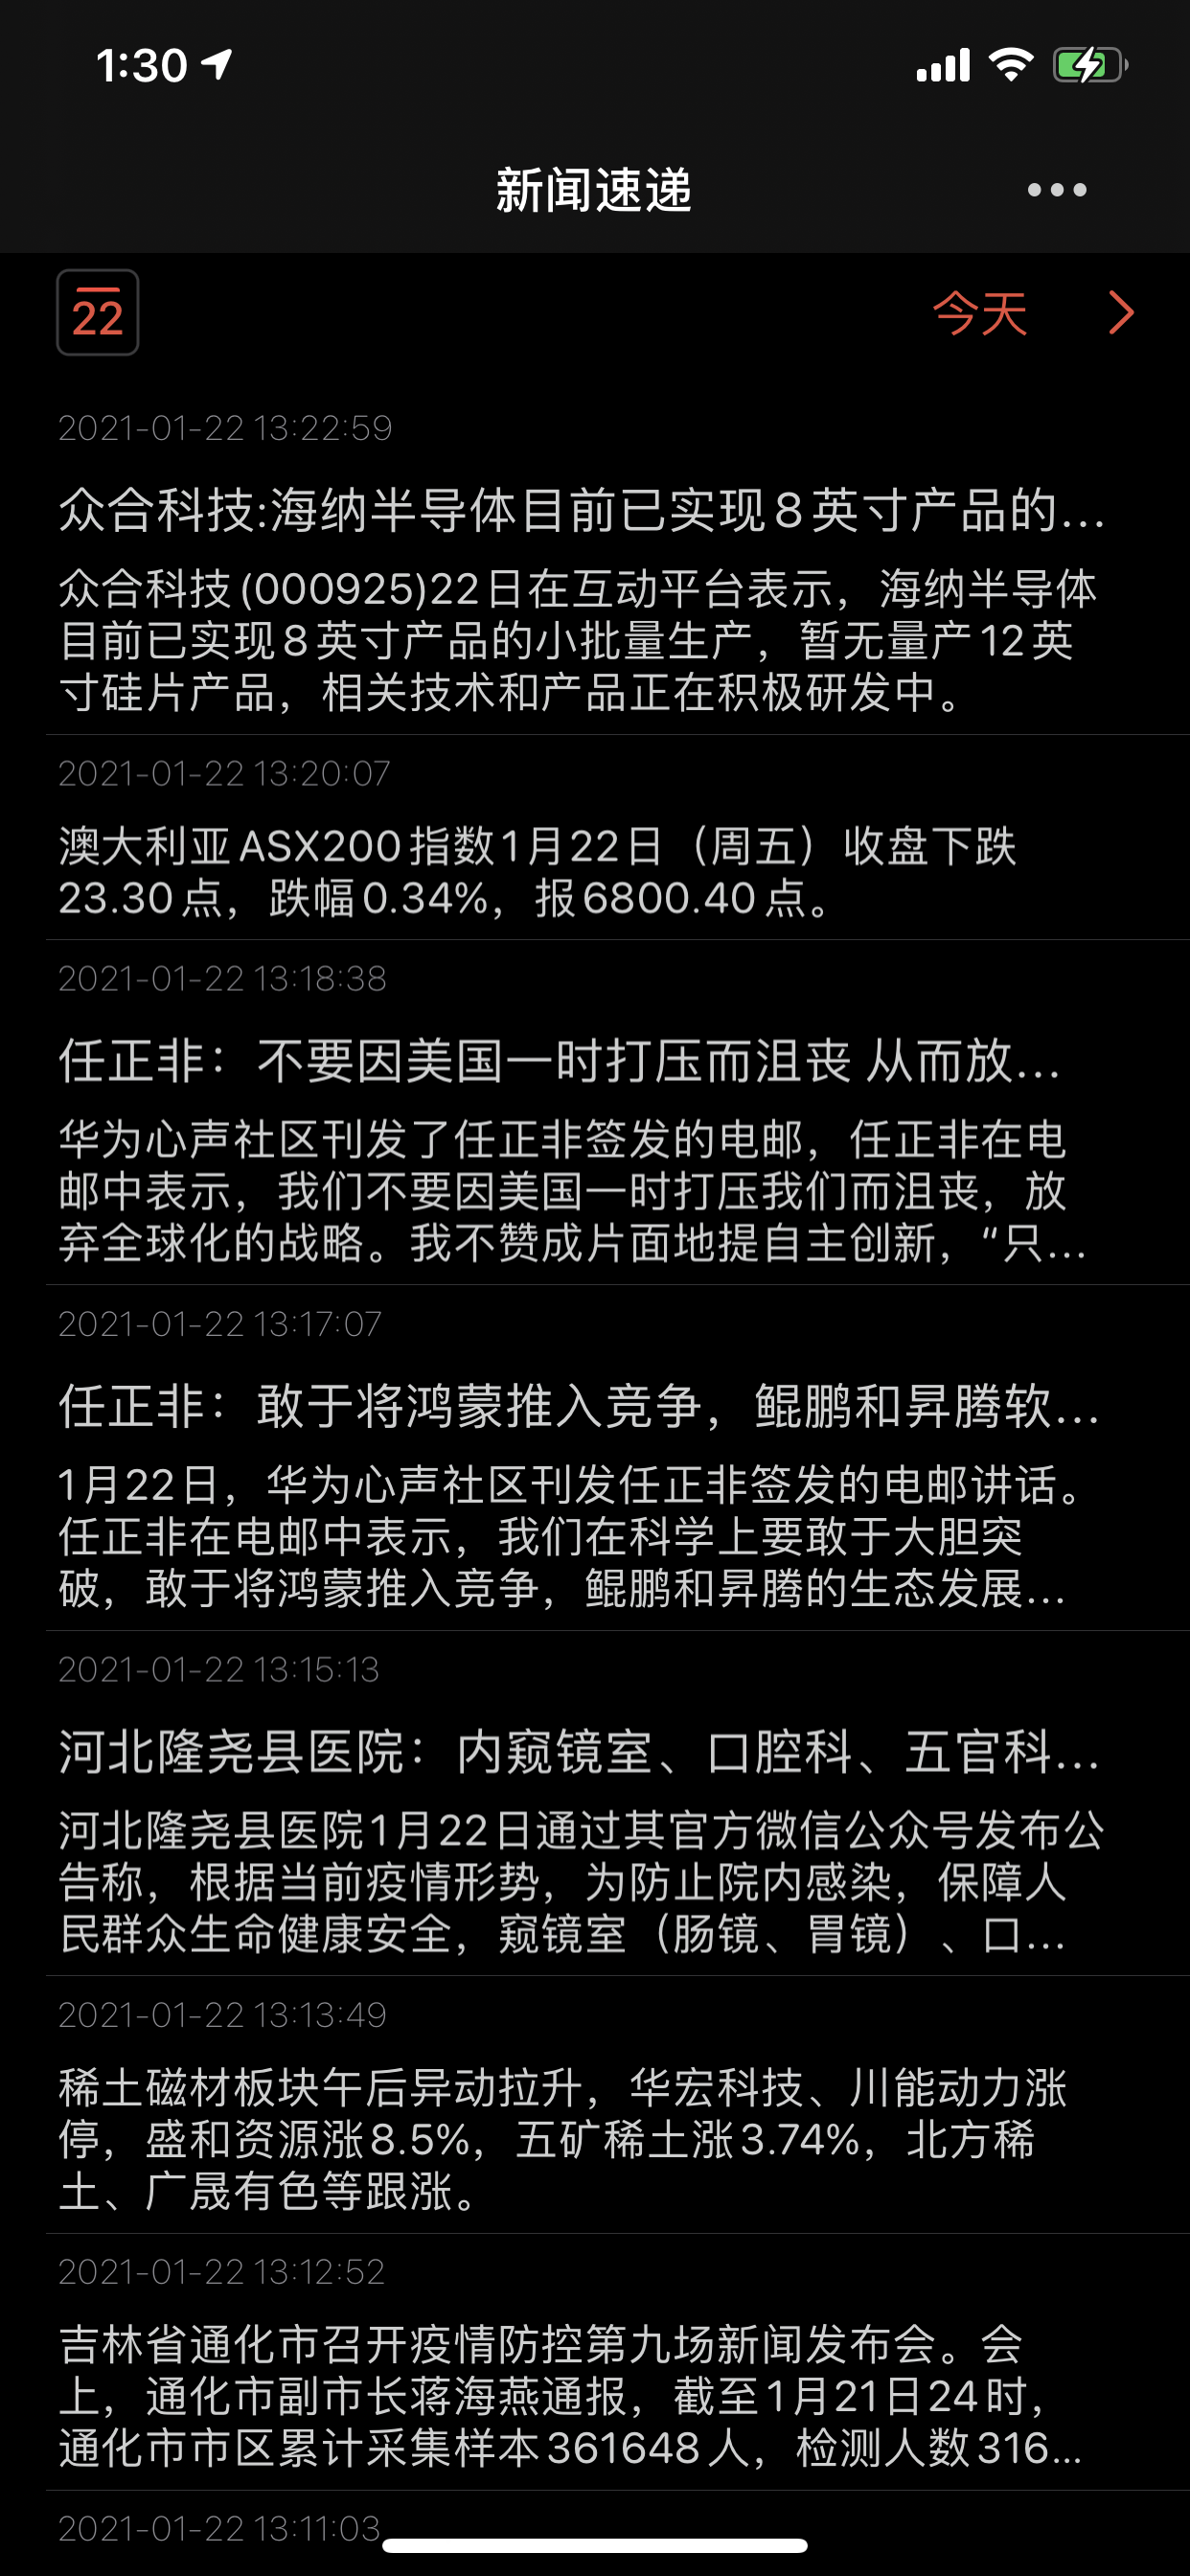 1:30
新闻速递
22
今天
2021-01-22 13:22:59
众合科技:海纳半导体目前已实现8英寸产品的...
众合科技(000925)22日在互动平台表示，海纳半导体
目前已实现8英寸产品的小批量生产，暂无量产12英
寸硅片产品，相关技术和产品正在积极研发中。
2021-01-22 13:20:07
澳大利亚ASX200指数1月22日（周五）收盘下跌
23.30点，跌幅0.34%，报6800.40点。
2021-01-22 13:18:38
任正非：不要因美国一时打压而沮丧 从而放...
华为心声社区刊发了任正非签发的电邮，任正非在电
邮中表示，我们不要因美国一时打压我们而沮丧，放
弃全球化的战略。我不赞成片面地提自主创新，“只...
2021-01-22 13:17:07
任正非：敢于将鸿蒙推入竞争，鲲鹏和昇腾软...
1月22日，华为心声社区刊发任正非签发的电邮讲话。
任正非在电邮中表示，我们在科学上要敢于大胆突
破，敢于将鸿蒙推入竞争，鲲鹏和昇腾的生态发展...
2021-01-22 13:15:13
河北隆尧县医院：内窥镜室、口腔科、五官科...
河北隆尧县医院1月22日通过其官方微信公众号发布公
告称，根据当前疫情形势，为防止院内感染，保障人
民群众生命健康安全，窥镜室（肠镜、胃镜）、口...
2021-01-22 13:13:49
稀土磁材板块午后异动拉升，华宏科技、川能动力涨
停，盛和资源涨8.5%，五矿稀土涨3.74%，北方稀
土、广晟有色等跟涨。
2021-01-22 13:12:52
吉林省通化市召开疫情防控第九场新闻发布会。会
上，通化市副市长蒋海燕通报，截至1月21日24时，
通化市市区累计采集样本361648人，检测人数316...
2021-01-22 13:11:03